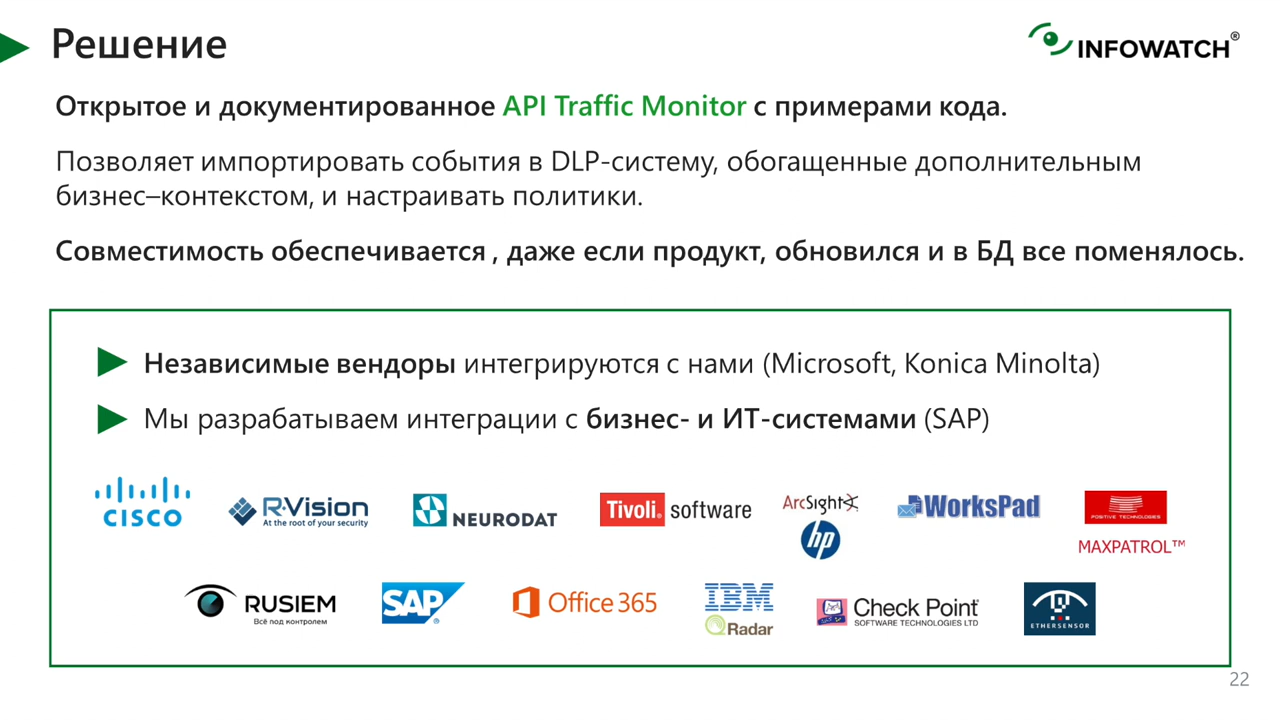 Решение
INFOWATCH®
Открытое и документированное API Traffic Monitor с примерами кода.
Позволяет импортировать события в DLP-систему, обогащенные дополнительным
бизнес–контекстом, и настраивать политики.
Совместимость обеспечивается , даже если продукт, обновился и в БД все поменялось.
Независимые вендоры интегрируются с нами (Microsoft, Konica Minolta)
Мы разрабатываем интеграции с бизнес- и ИТ-системами (SAP)
CISCO
R·Vision
At the root of your security
NEURODAT
Tivoli® software
ArcSight
hp
WorksPad
POSITIVE TECHNOLOGIES
MAXPATROL™
RUSIEM
Всё под контролем
SAP®
Office 365
IBM
QRadar
Check Point
SOFTWARE TECHNOLOGIES LTD
ETHERSENSOR
22